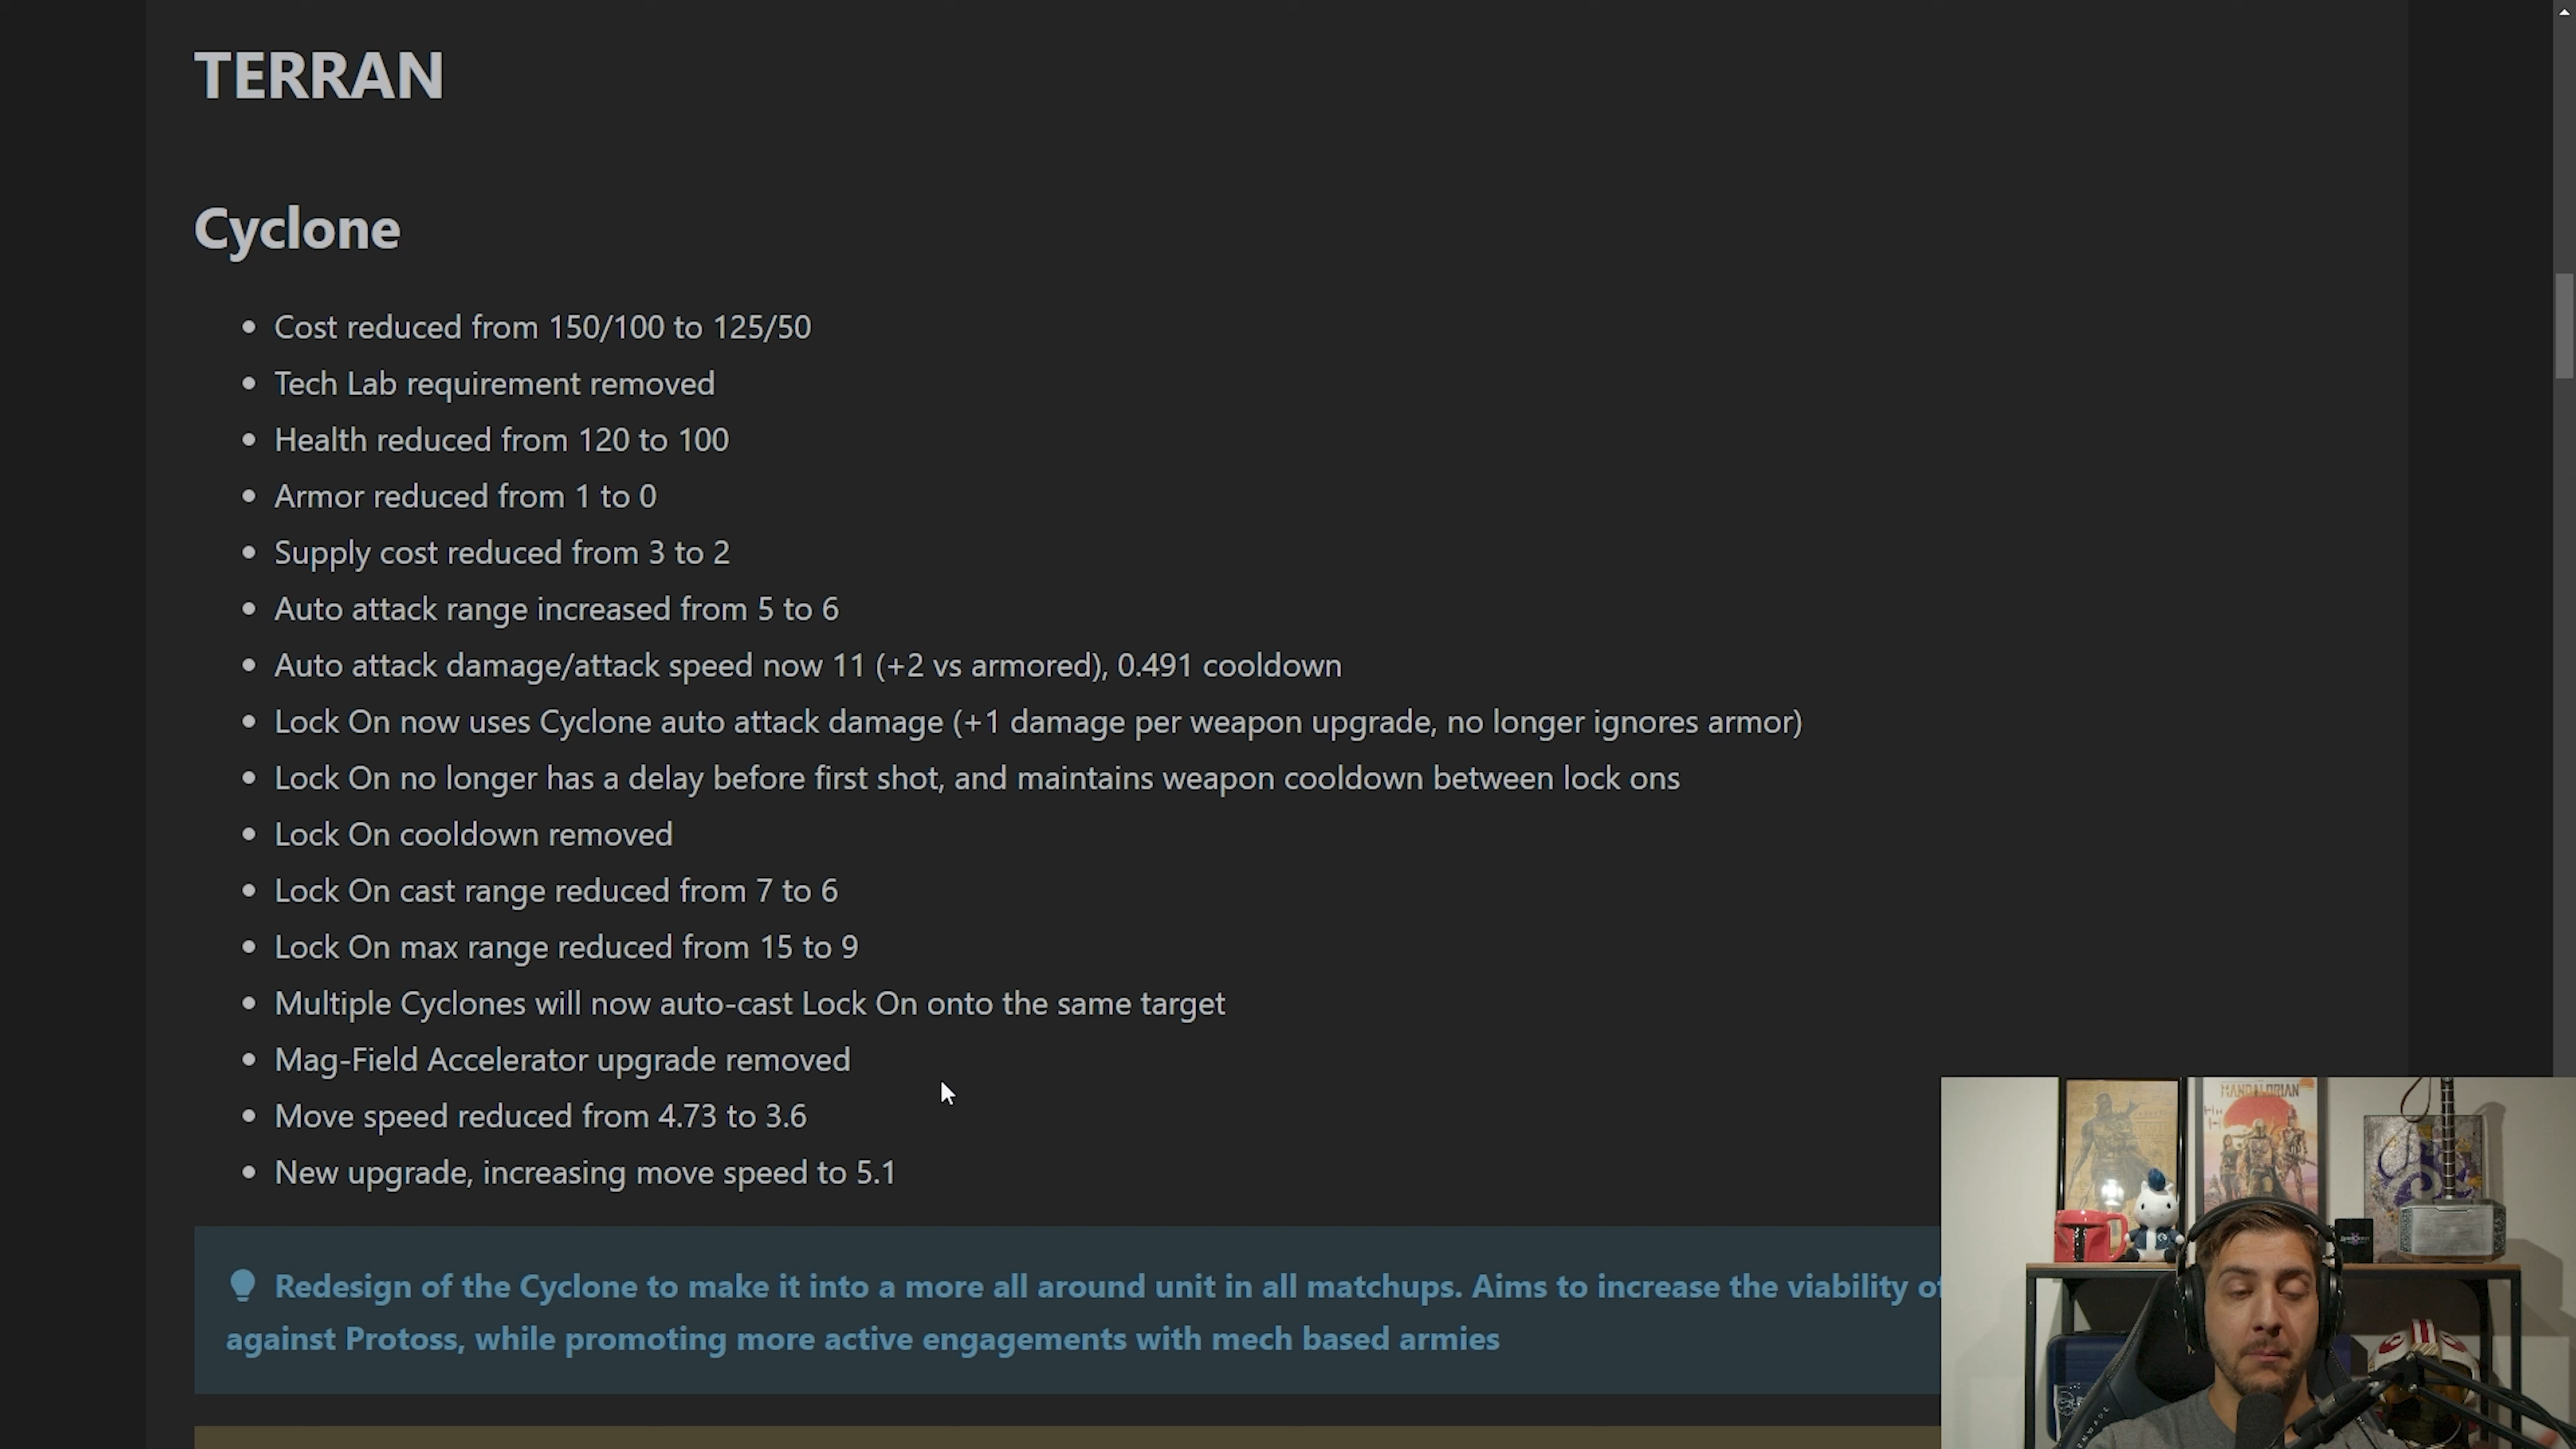 TERRAN
Cyclone
Cost reduced from 150/100 to 125/50
Tech Lab requirement removed
Health reduced from 120 to 100
Armor reduced from 1 to 0
Supply cost reduced from 3 to 2
Auto attack range increased from 5 to 6
Auto attack damage/attack speed now 11 (+2 vs armored), 0.491 cooldown
Lock On now uses Cyclone auto attack damage (+1 damage per weapon upgrade, no longer ignores armor)
Lock On no longer has a delay before first shot, and maintains weapon cooldown between lock ons
Lock On cooldown removed
Lock On cast range reduced from 7 to 6
Lock On max range reduced from 15 to 9
Multiple Cyclones will now auto-cast Lock On onto the same target
Mag-Field Accelerator upgrade removed
Move speed reduced from 4.73 to 3.6
New upgrade, increasing move speed to 5.1
Redesign of the Cyclone to make it into a more all around unit in all matchups. Aims to increase the viability
against Protoss, while promoting more active engagements with mech based armies
MANDALORIAN